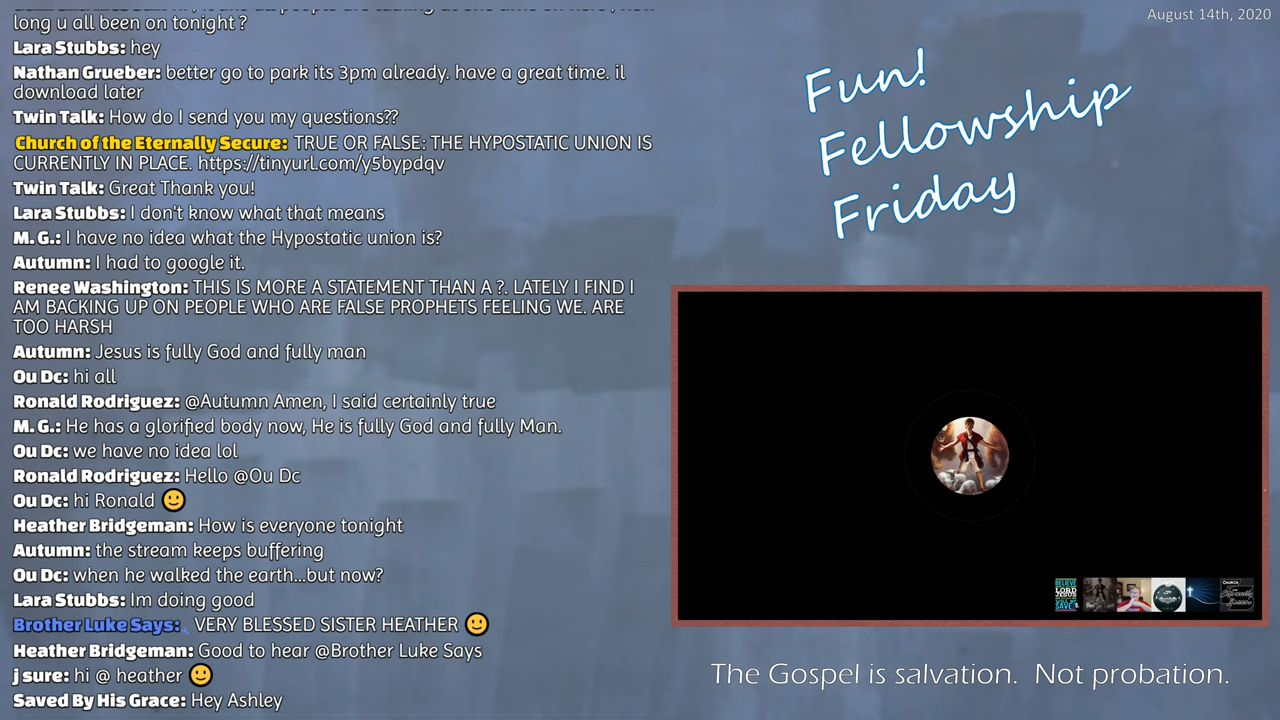 August 14th, 2020
long u all been on tonight ?
Lara Stubbs: hey
Nathan Grueber: better go to park its 3pm already. have a great time. il
download later
Twin Talk: How do I send you my questions??
Church of the Eternally Secure: TRUE OR FALSE: THE HYPOSTATIC UNION IS
CURRENTLY IN PLACE. https://tinyurl.com/y5bypdqv
Twin Talk: Great Thank you!
Lara Stubbs: I don't know what that means
M. G.: I have no idea what the Hypostatic union is?
Autumn: I had to google it.
Renee Washington: THIS IS MORE A STATEMENT THAN A ?. LATELY I FIND I
AM BACKING UP ON PEOPLE WHO ARE FALSE PROPHETS FEELING WE. ARE
TOO HARSH
Autumn: Jesus is fully God and fully man
Ou Dc: hi all
Ronald Rodriguez: @Autumn Amen, I said certainly true
M. G.: He has a glorified body now, He is fully God and fully Man.
Ou Dc: we have no idea lol
Ronald Rodriguez: Hello @Ou Dc
Ou Dc: hi Ronald 🙂
Heather Bridgeman: How is everyone tonight
Autumn: the stream keeps buffering
Ou Dc: when he walked the earth...but now?
Lara Stubbs: Im doing good
Brother Luke Says: VERY BLESSED SISTER HEATHER 🙂
Heather Bridgeman: Good to hear @Brother Luke Says
j sure: hi @ heather 🙂
Saved By His Grace: Hey Ashley
Fun!
Fellowship
Friday
BELIEVE
LORD
JESUS
SAVE
CHURCH
The Gospel is salvation. Not probation.